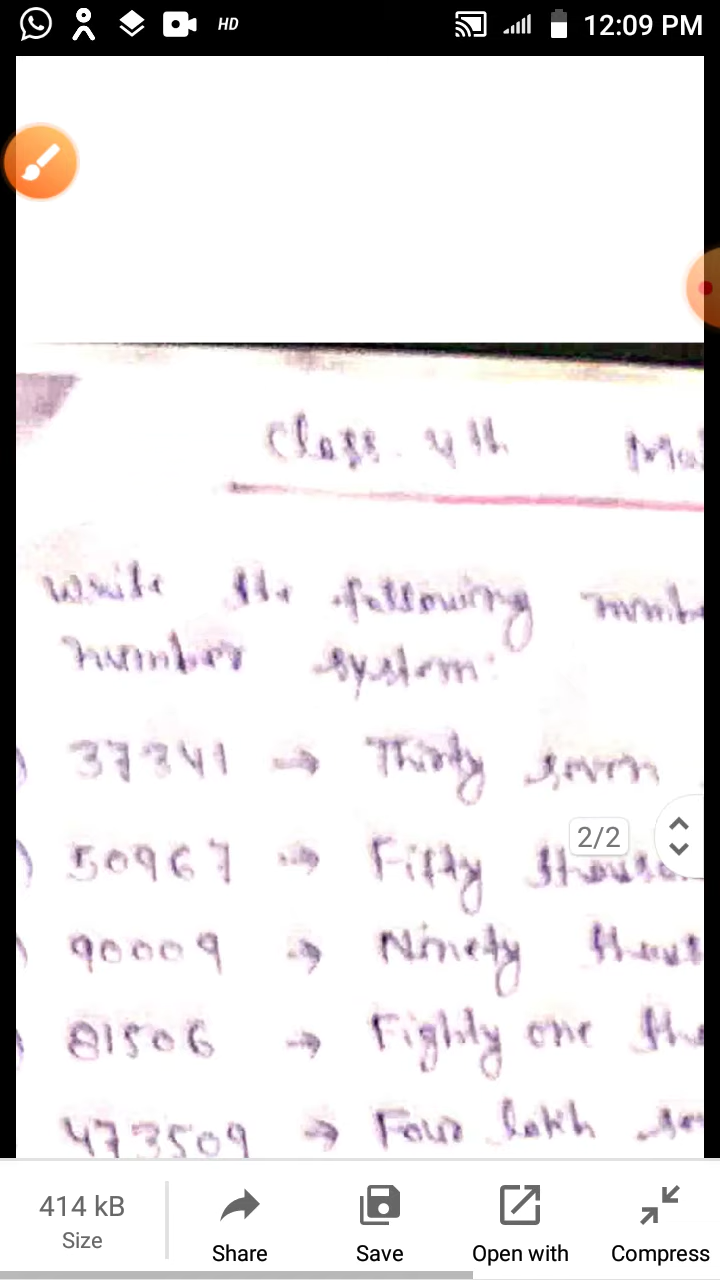 HD 12:09 PM
Class. 4th
Write the following
number system:
37341 → Thirty seven
50967 → Fifty
2/2
90009 → Ninety
81506 → Eighty one
473509 → Four lakh
414 kB
Size
Share
Save
Open with
Compress